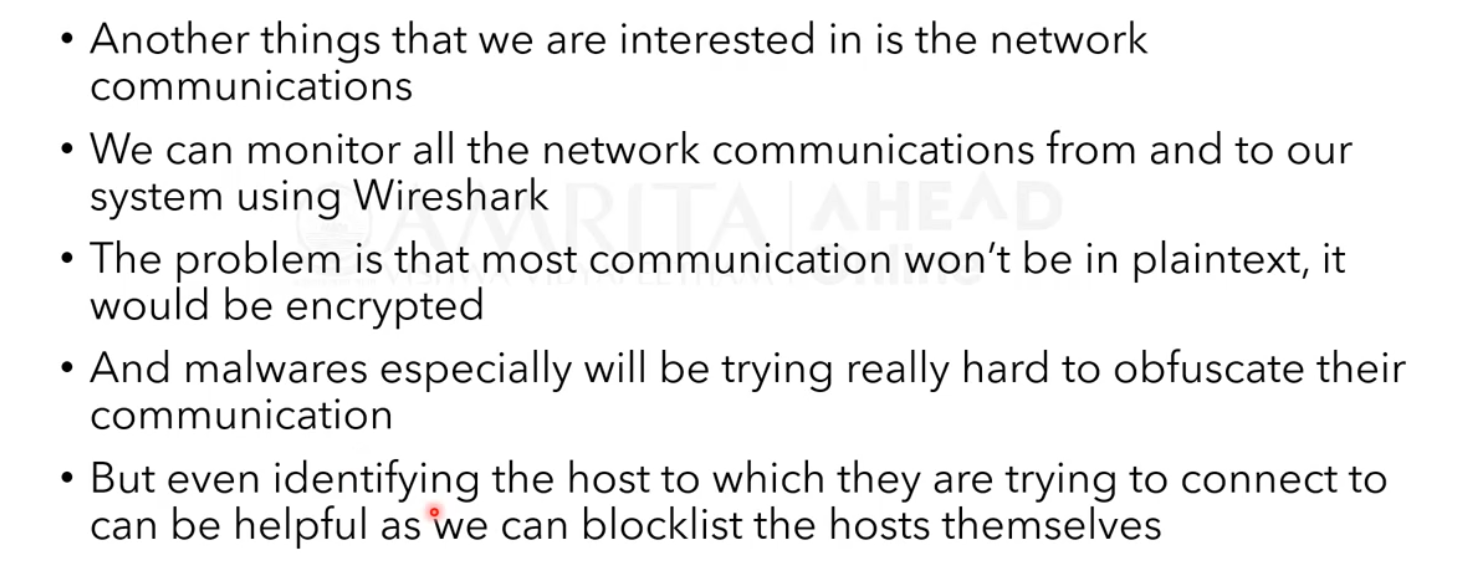 • Another things that we are interested in is the network
communications
• We can monitor all the network communications from and to our
system using Wireshark
• The problem is that most communication won't be in plaintext, it
would be encrypted
• And malwares especially will be trying really hard to obfuscate their
communication
• But even identifying the host to which they are trying to connect to
can be helpful as we can blocklist the hosts themselves
AMRITA AHEAD
Online